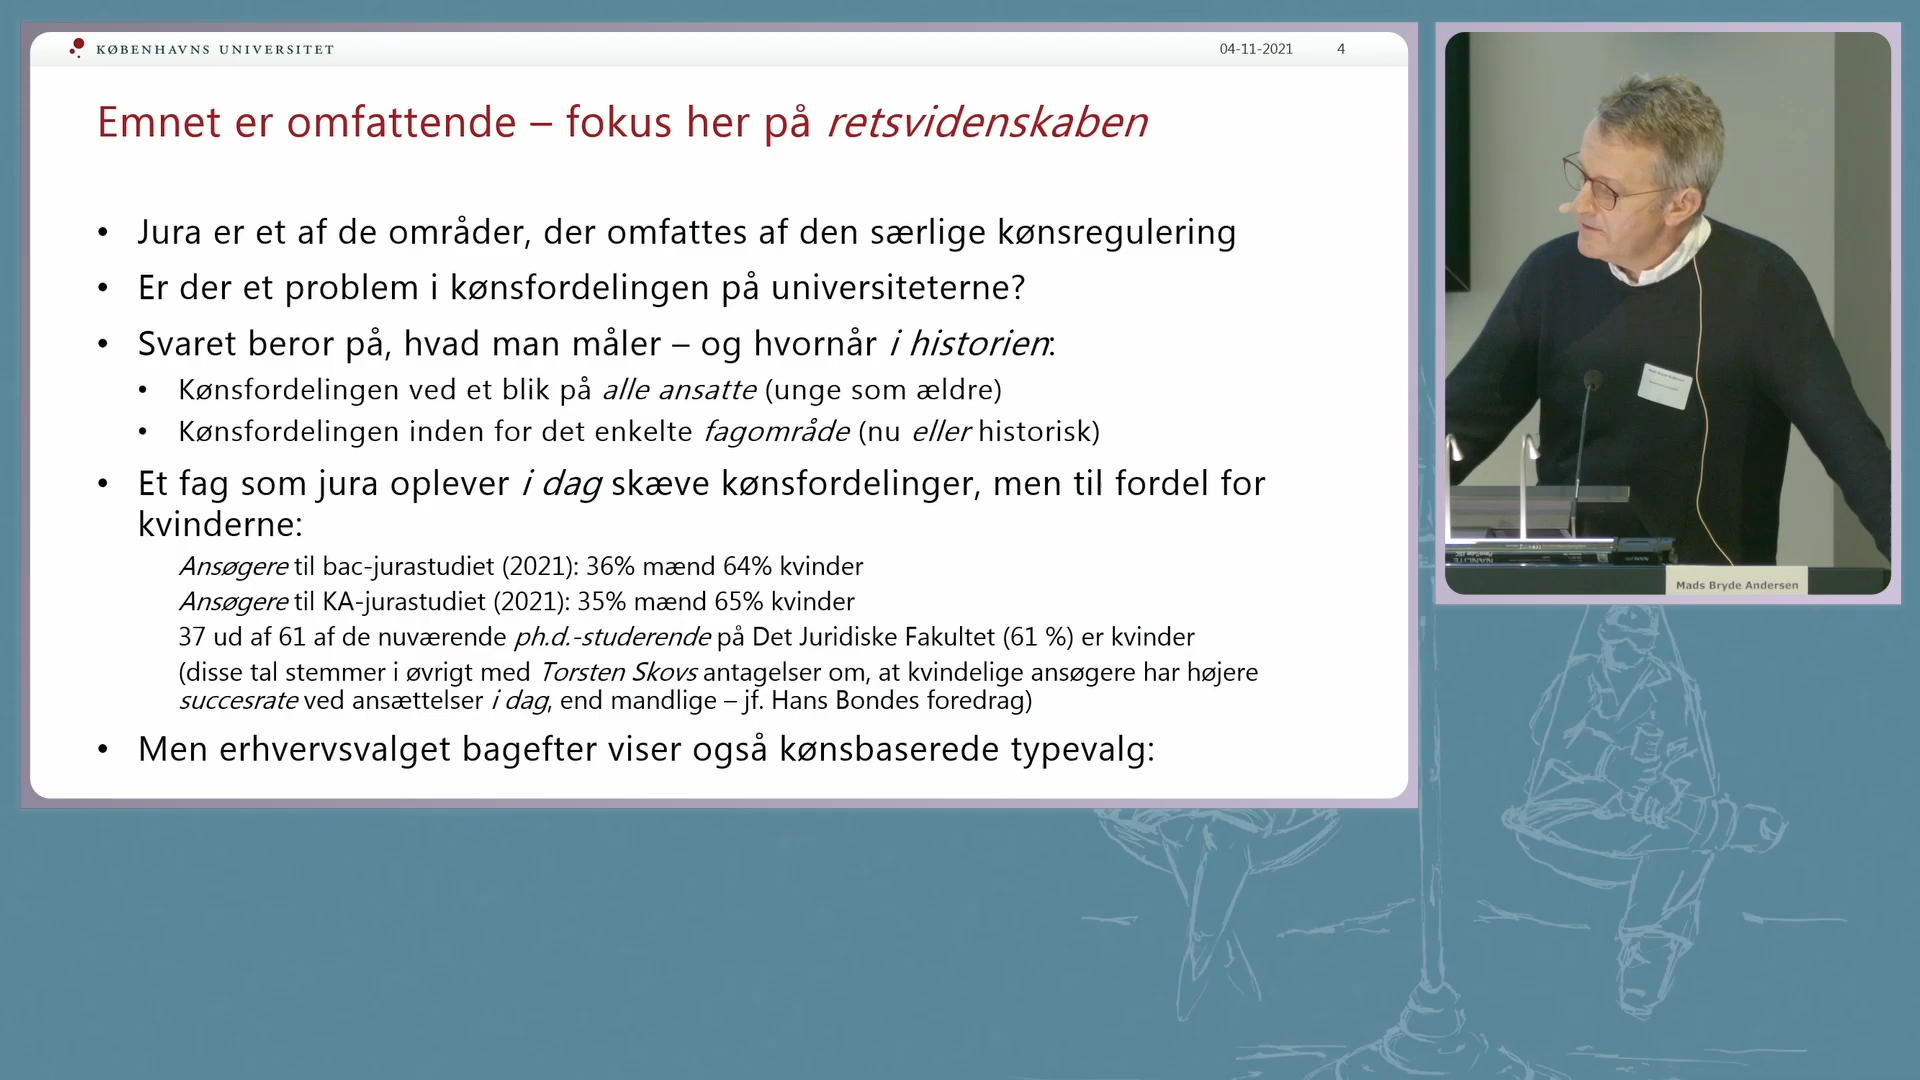 KØBENHAVNS UNIVERSITET
04-11-2021 4
Emnet er omfattende – fokus her på retsvidenskaben
• Jura er et af de områder, der omfattes af den særlige kønsregulering
• Er der et problem i kønsfordelingen på universiteterne?
• Svaret beror på, hvad man måler – og hvornår i historien:
• Kønsfordelingen ved et blik på alle ansatte (unge som ældre)
• Kønsfordelingen inden for det enkelte fagområde (nu eller historisk)
• Et fag som jura oplever i dag skæve kønsfordelinger, men til fordel for
kvinderne:
Ansøgere til bac-jurastudiet (2021): 36% mænd 64% kvinder
Ansøgere til KA-jurastudiet (2021): 35% mænd 65% kvinder
37 ud af 61 af de nuværende ph.d.-studerende på Det Juridiske Fakultet (61 %) er kvinder
(disse tal stemmer i øvrigt med Torsten Skovs antagelser om, at kvindelige ansøgere har højere
succesrate ved ansættelser i dag, end mandlige – jf. Hans Bondes foredrag)
• Men erhvervsvalget bagefter viser også kønsbaserede typevalg:
Mads Bryde Andersen